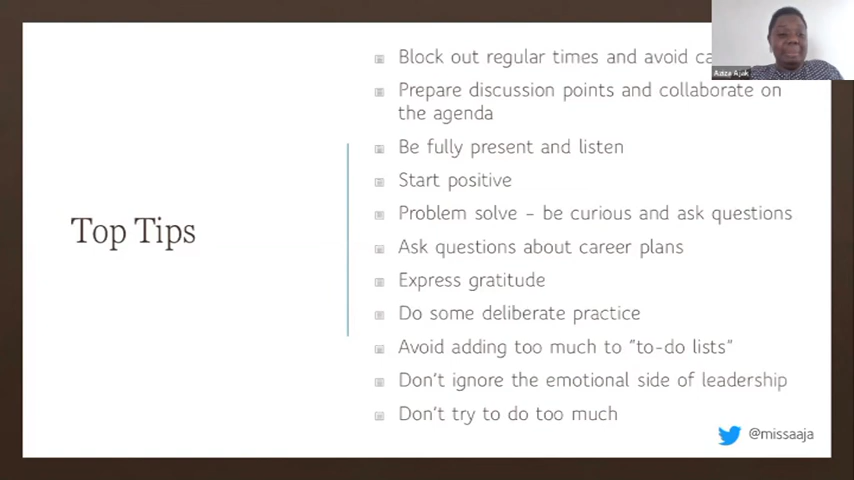 Block out regular times and avoid
Aziza Ajak
Prepare discussion points and collaborate on
the agenda
Be fully present and listen
Start positive
Problem solve – be curious and ask questions
Top Tips
Ask questions about career plans
Express gratitude
Do some deliberate practice
Avoid adding too much to "to-do lists"
Don't ignore the emotional side of leadership
Don't try to do too much
@missaaja